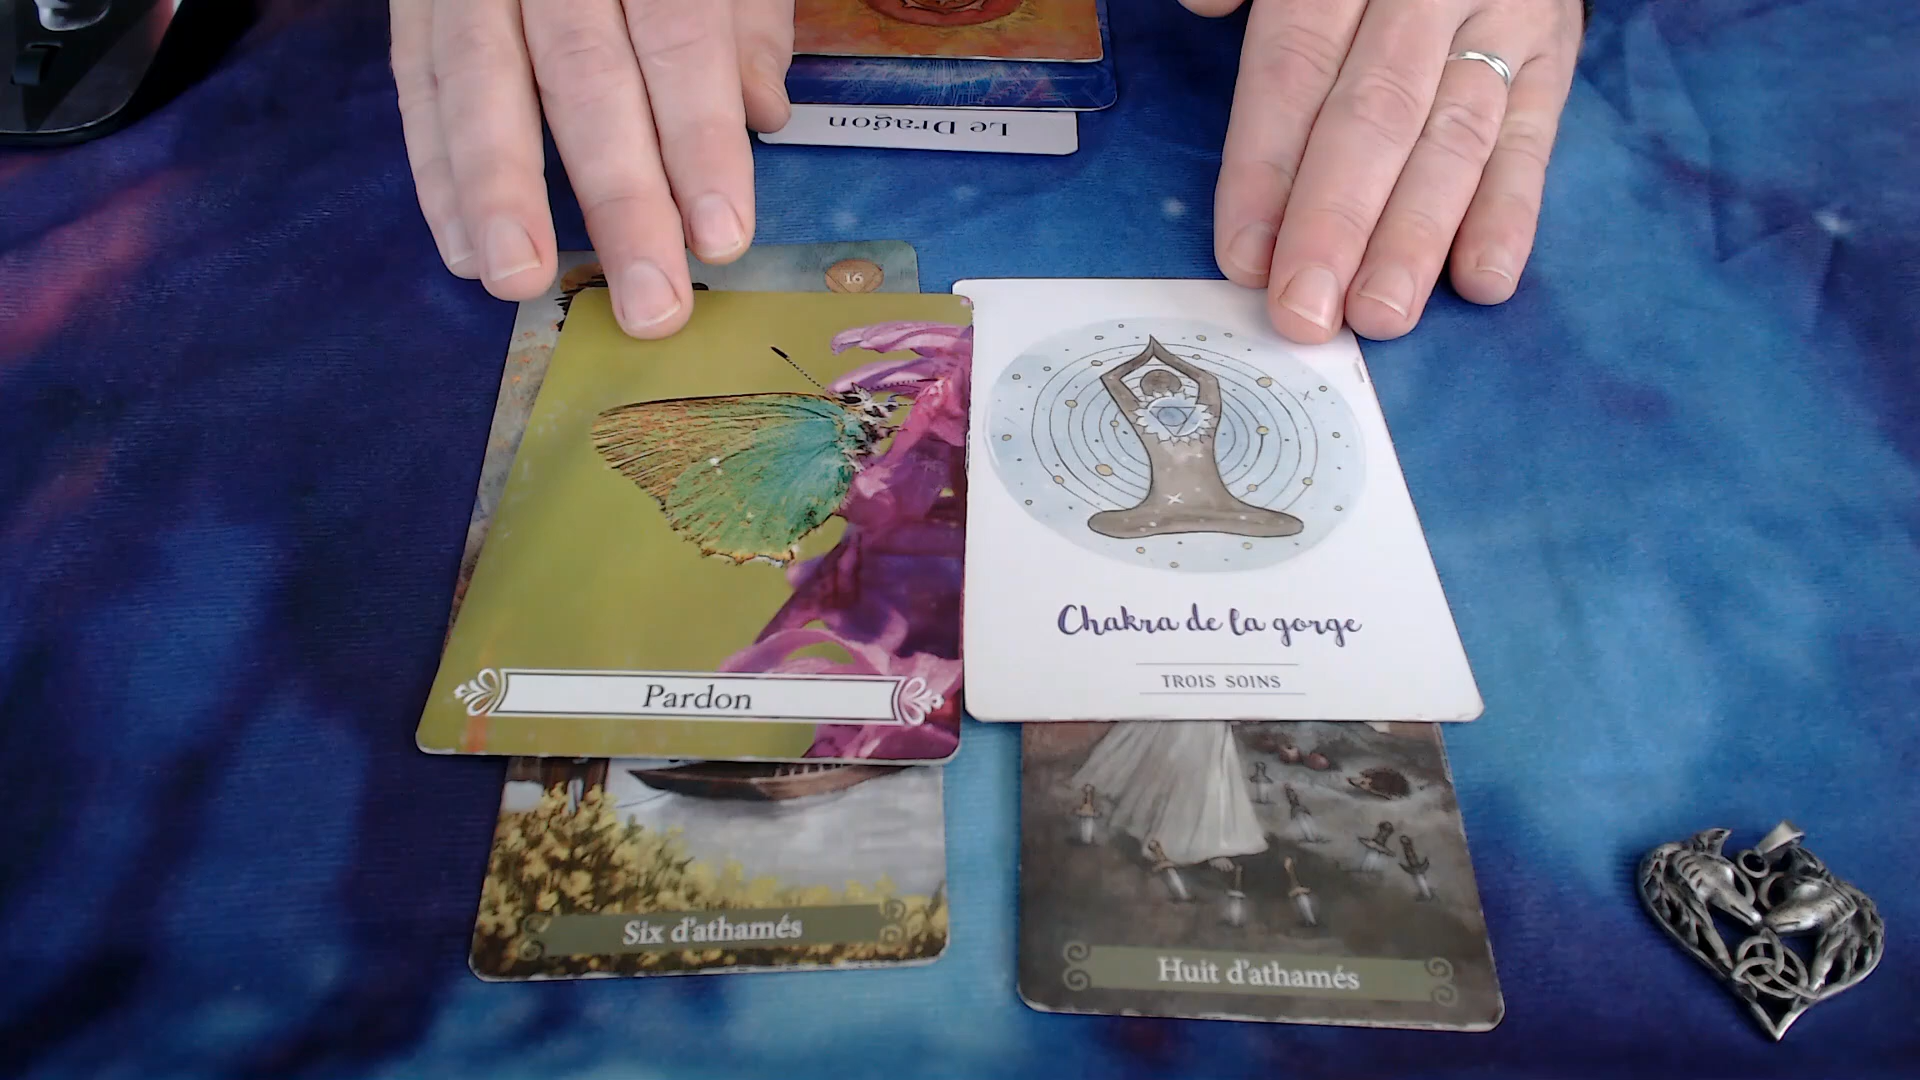 Le Dragon
16
Pardon
Chakra de la gorge
TROIS SOINS
Six d'athamés
Huit d'athamés